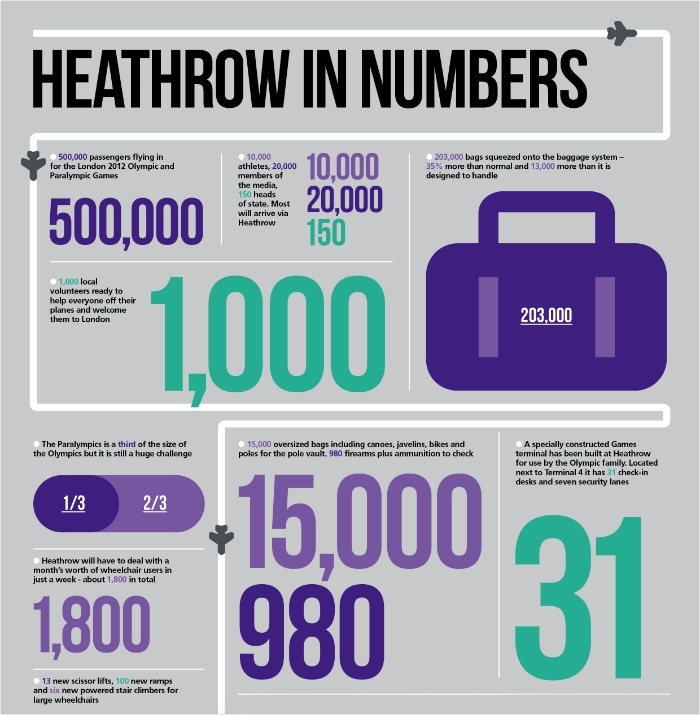 HEATHROW IN NUMBERS
500,000 passengers flying in
for the London 2012 Olympic and
Paralympic Games
500,000
10,000
athletes, 20,000
members of
the media,
150 heads
of state. Most
will arrive via
Heathrow
10,000
20,000
150
203,000 bags squeezed onto the baggage system –
35% more than normal and 13,000 more than it is
designed to handle
203,000
1,000 local
volunteers ready to
help everyone off their
planes and welcome
them to London
1,000
The Paralympics is a third of the size of
the Olympics but it is still a huge challenge
1/3 2/3
Heathrow will have to deal with a
month's worth of wheelchair users in
just a week - about 1,800 in total
1,800
13 new scissor lifts, 100 new ramps
and six new powered stair climbers for
large wheelchairs
15,000 oversized bags including canoes, javelins, bikes and
poles for the pole vault. 980 firearms plus ammunition to check
15,000
980
A specially constructed Games
terminal has been built at Heathrow
for use by the Olympic family. Located
next to Terminal 4 it has 31 check-in
desks and seven security lanes
31